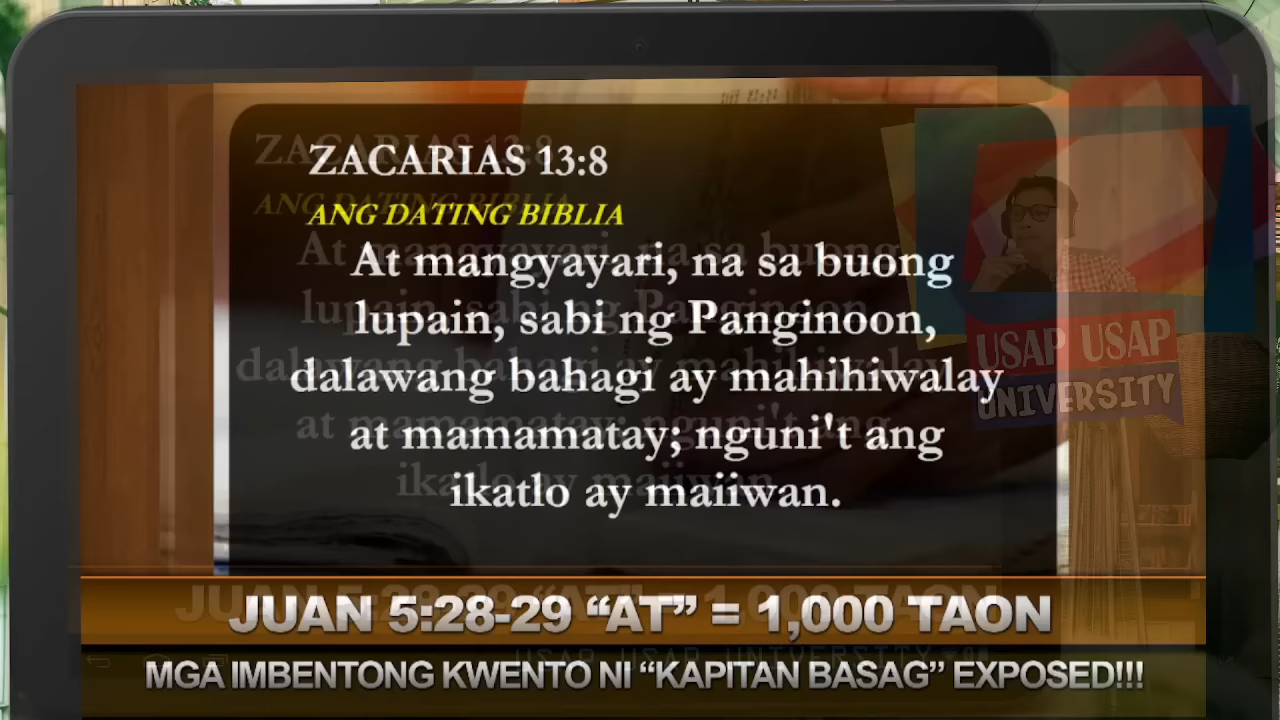 ZACARIAS 13:8
ANG DATING BIBLIA
At mangyayari, na sa buong
lupain, sabi ng Panginoon,
dalawang bahagi ay mahihiwalay
at mamamatay; nguni't ang
ikatlo ay maiiwan.
USAP USAP
UNIVERSITY
JUAN 5:28-29 “AT” = 1,000 TAON
MGA IMBENTONG KWENTO NI “KAPITAN BASAG” EXPOSED!!!